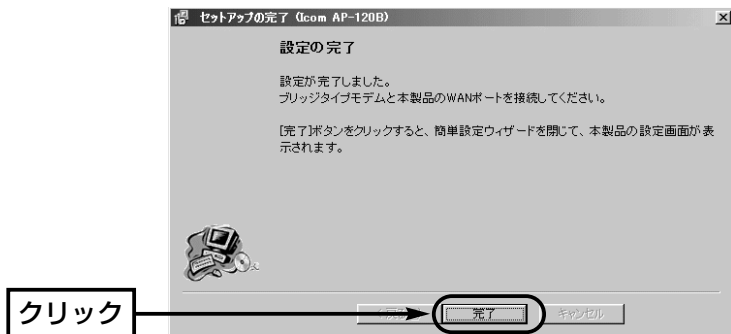 セットアップの完了 (Icom AP-120B)
設定の完了
設定が完了しました。
ブリッジタイプモデムと本製品のWANポートを接続してください。
[完了]ボタンをクリックすると、簡単設定ウィザードを閉じて、本製品の設定画面が表
示されます。
クリック
完了
キャンセル